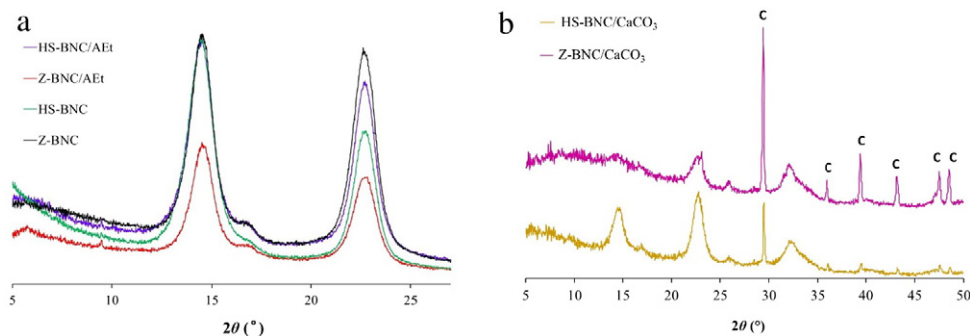 a
HS-BNC/AEt
Z-BNC/AEt
HS-BNC
Z-BNC
5 10 15 20 25
2θ (°)
b
HS-BNC/CaCO₃
Z-BNC/CaCO₃
C
C
C
C
C
C
5 10 15 20 25 30 35 40 45 50
2θ (°)